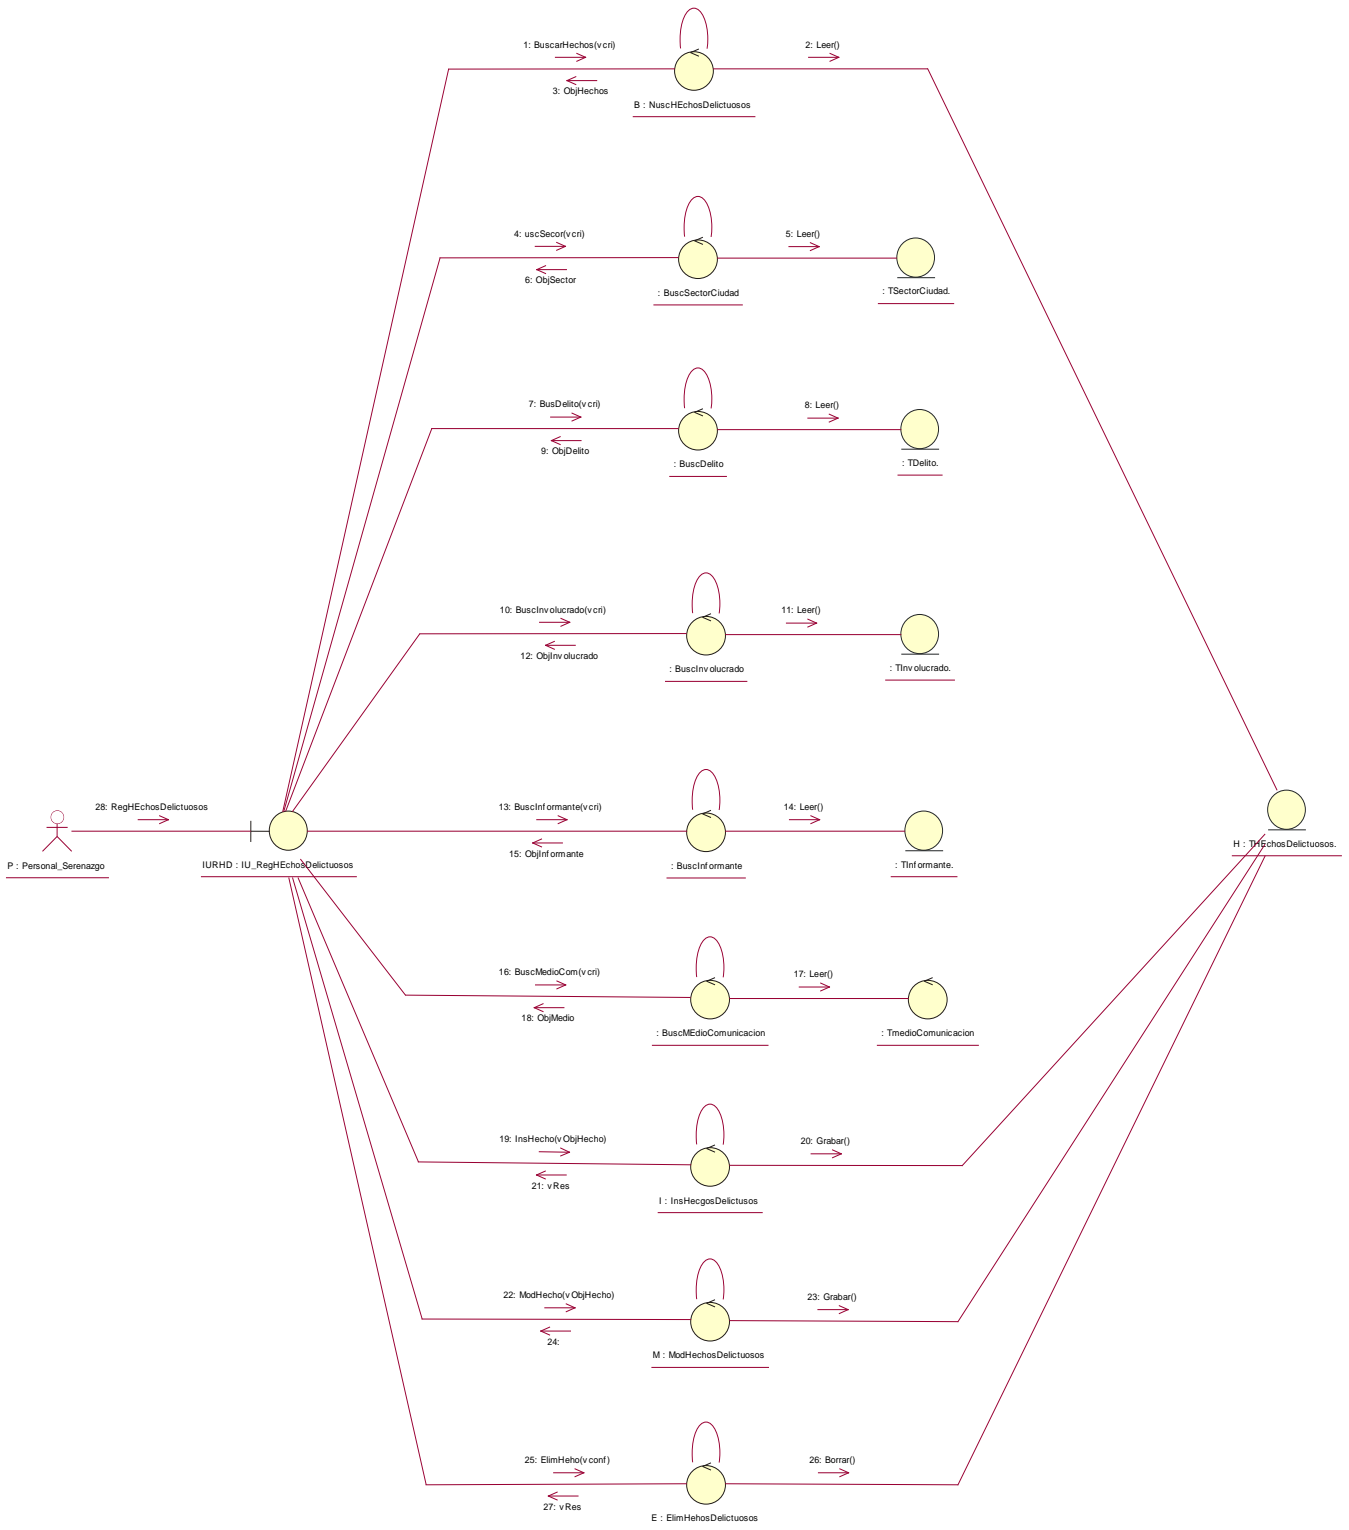 1: BuscarHechos(vcri)
2: Leer()
3: ObjHechos
B : NuscHEchosDelictuosos
4: uscSecor(vcri)
5: Leer()
6: ObjSector
: BuscSectorCiudad
: TSectorCiudad.
7: BusDelito(vcri)
8: Leer()
9: ObjDelito
: BuscDelito
: TDelito.
10: BuscInvolucrado(vcri)
11: Leer()
12: ObjInvolucrado
: BuscInvolucrado
: TInvolucrado.
28: RegHEchosDelictuosos
13: BuscInformante(vcri)
14: Leer()
15: ObjInformante
P : Personal_Serenazgo
IURHD : IU_RegHEchosDelictuosos
: BuscInformante
: TInformante.
H : THEchosDelictuosos.
16: BuscMedioCom(vcri)
17: Leer()
18: ObjMedio
: BuscMEdioComunicacion
: TmedioComunicacion
19: InsHecho(vObjHecho)
20: Grabar()
21: vRes
I : InsHecgosDelictusos
22: ModHecho(vObjHecho)
23: Grabar()
24:
M : ModHechosDelictuosos
25: ElimHeho(vconf)
26: Borrar()
27: vRes
E : ElimHehosDelictuosos